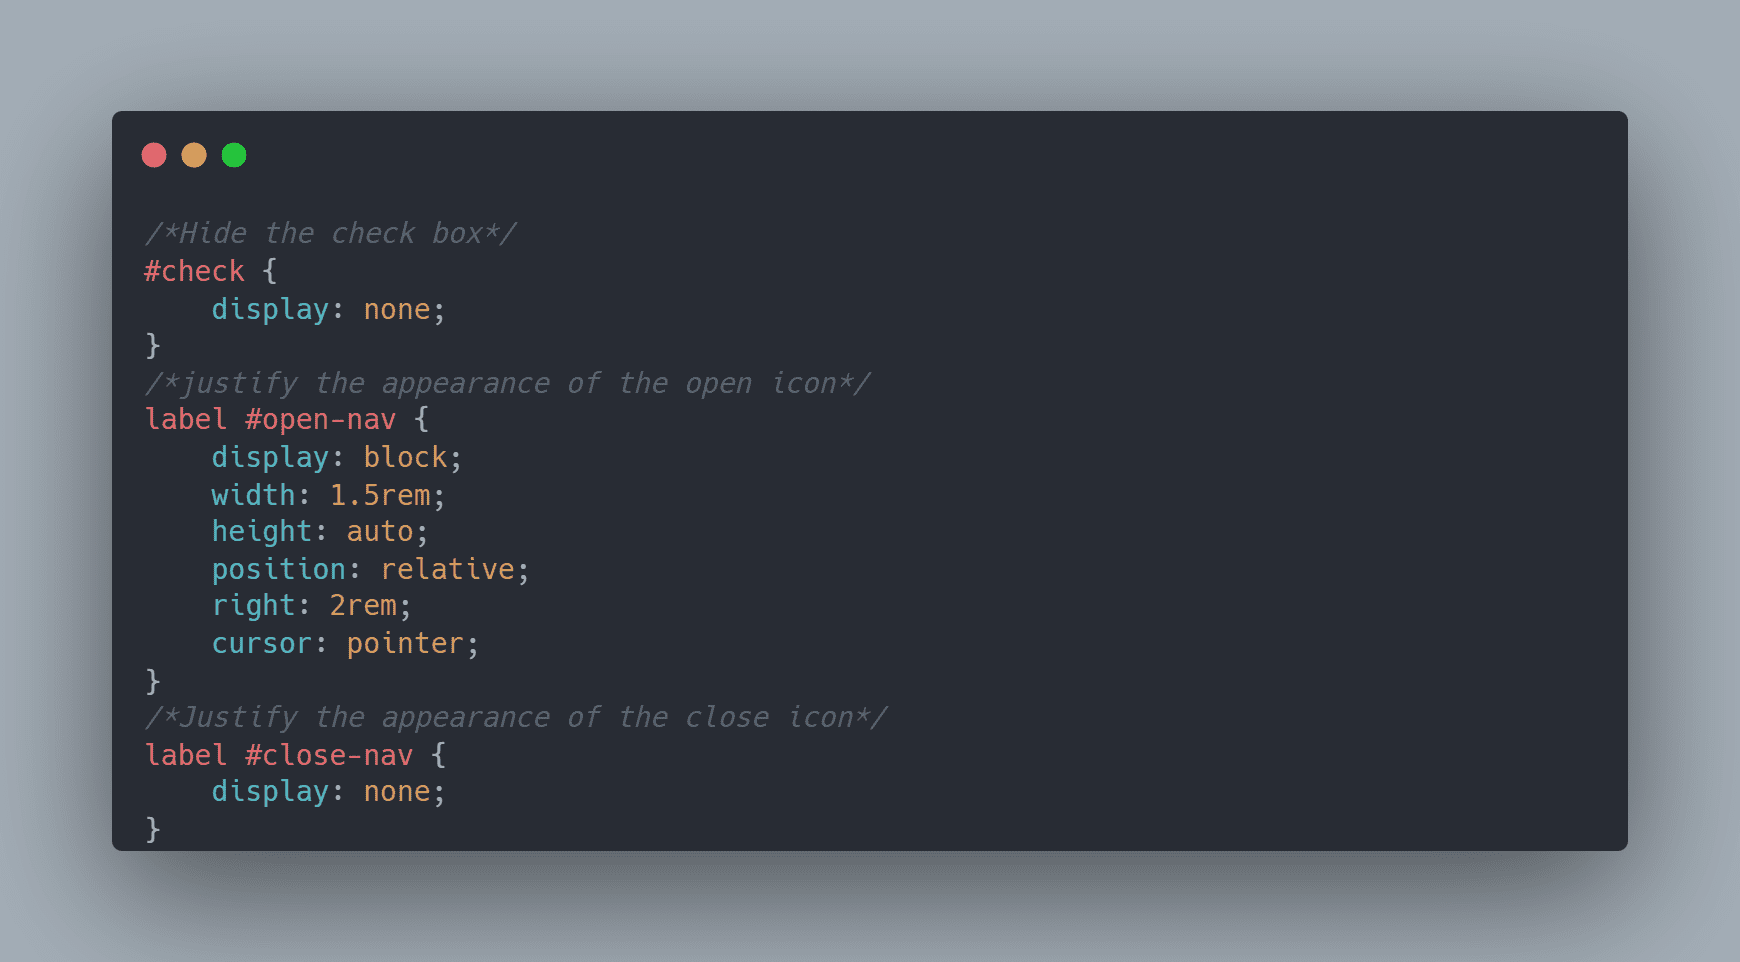 /*Hide the check box*/
#check {
    display: none;
}
/*justify the appearance of the open icon*/
label #open-nav {
    display: block;
    width: 1.5rem;
    height: auto;
    position: relative;
    right: 2rem;
    cursor: pointer;
}
/*Justify the appearance of the close icon*/
label #close-nav {
    display: none;
}